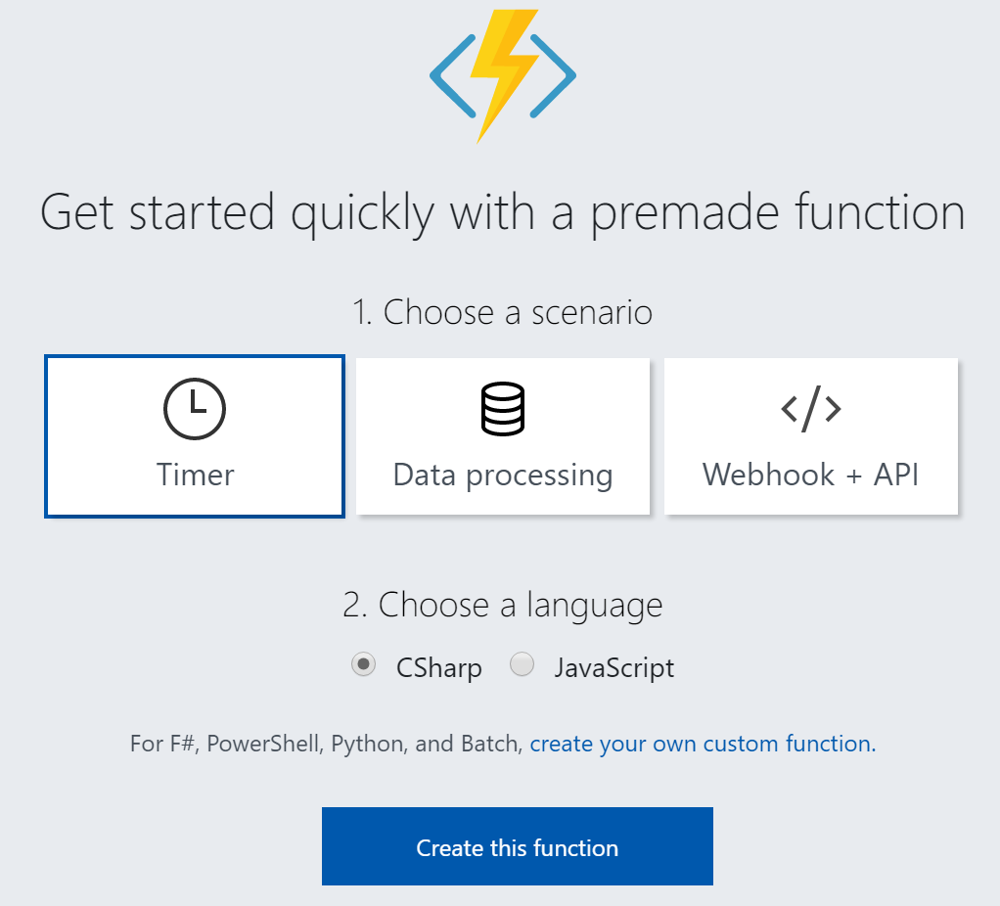 Get started quickly with a premade function
1. Choose a scenario
Timer
Data processing
Webhook + API
2. Choose a language
CSharp
JavaScript
For F#, PowerShell, Python, and Batch, create your own custom function.
Create this function